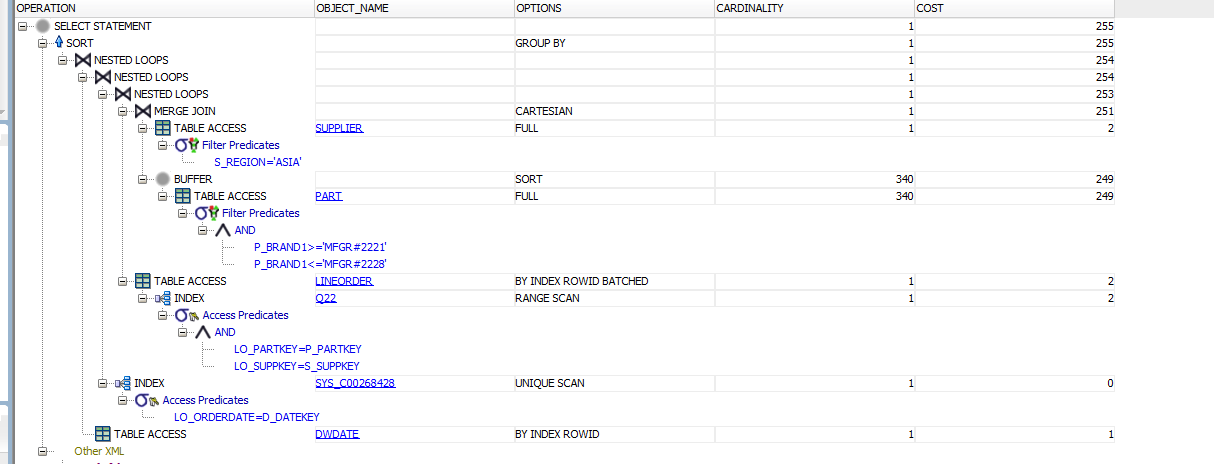 OPERATION OBJECT_NAME OPTIONS CARDINALITY COST
SELECT STATEMENT 1 255
SORT GROUP BY 1 255
NESTED LOOPS 1 254
NESTED LOOPS 1 254
NESTED LOOPS 1 253
MERGE JOIN CARTESIAN 1 251
TABLE ACCESS SUPPLIER FULL 1 2
Filter Predicates
S_REGION='ASIA'
BUFFER SORT 340 249
TABLE ACCESS PART FULL 340 249
Filter Predicates
AND
P_BRAND1>='MFGR#2221'
P_BRAND1<='MFGR#2228'
TABLE ACCESS LINEORDER BY INDEX ROWID BATCHED 1 2
INDEX Q22 RANGE SCAN 1 2
Access Predicates
AND
LO_PARTKEY=P_PARTKEY
LO_SUPPKEY=S_SUPPKEY
INDEX SYS_C00268428 UNIQUE SCAN 1 0
Access Predicates
LO_ORDERDATE=D_DATEKEY
TABLE ACCESS DWDATE BY INDEX ROWID 1 1
Other XML